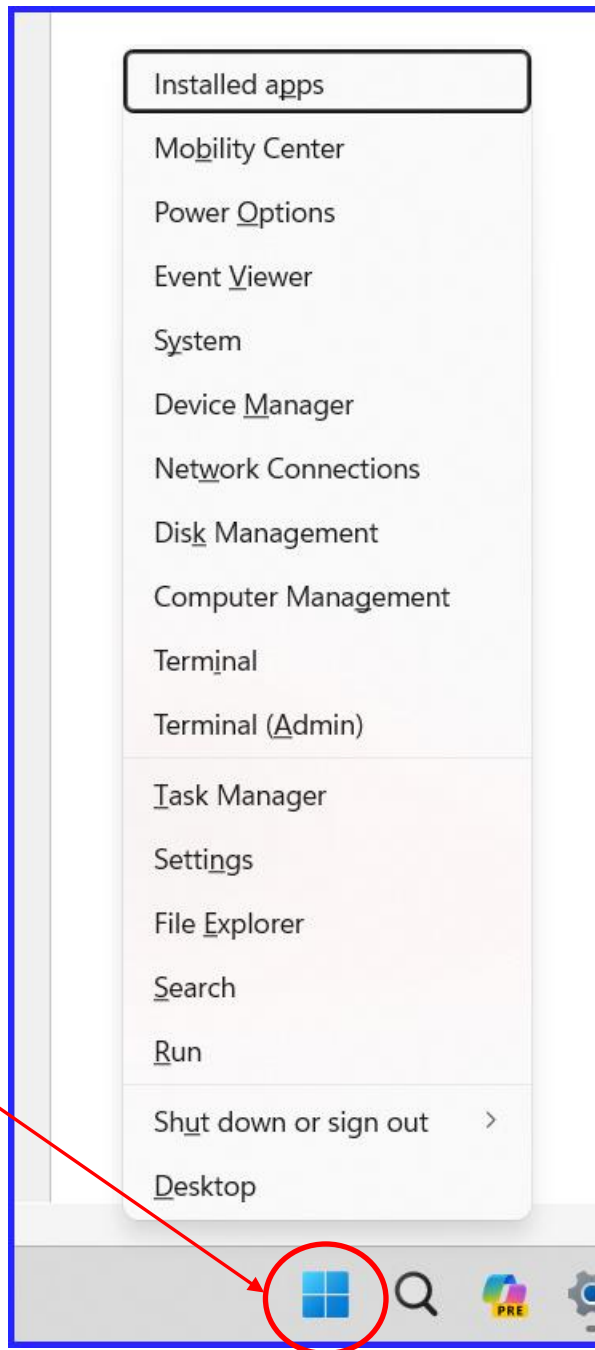 Installed apps
Mobility Center
Power Options
Event Viewer
System
Device Manager
Network Connections
Disk Management
Computer Management
Terminal
Terminal (Admin)
Task Manager
Settings
File Explorer
Search
Run
Shut down or sign out
Desktop
PRE